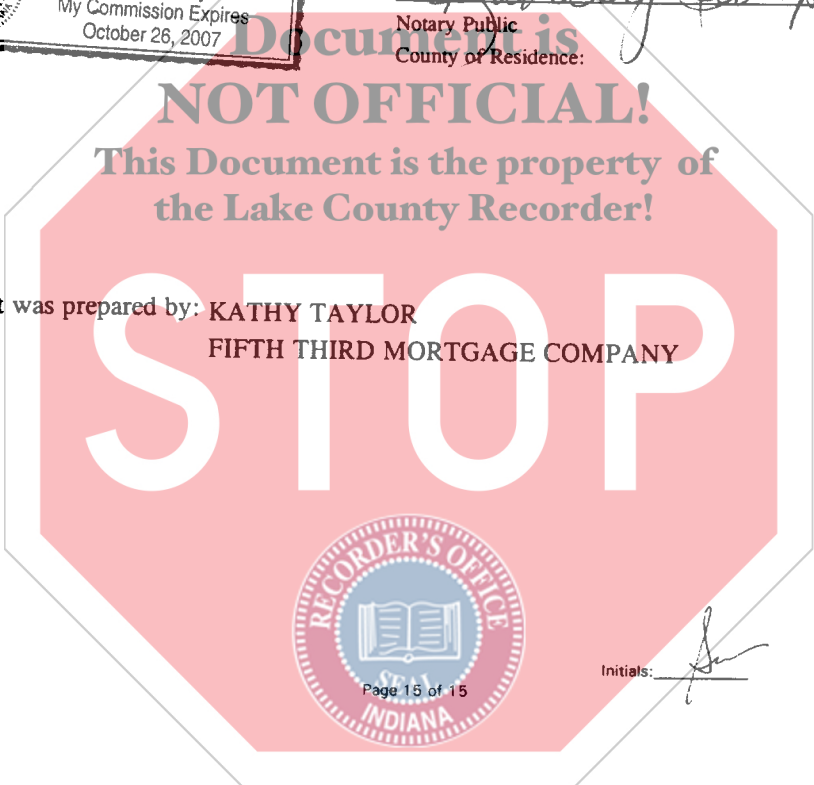 My Commission Expires
October 26, 2007
Notary Public
County of Residence:
Document is
NOT OFFICIAL!
This Document is the property of
the Lake County Recorder!
t was prepared by: KATHY TAYLOR
FIFTH THIRD MORTGAGE COMPANY
STOP
RECORDER'S OFFICE
SEAL
INDIANA
Page 15 of 15
Initials: